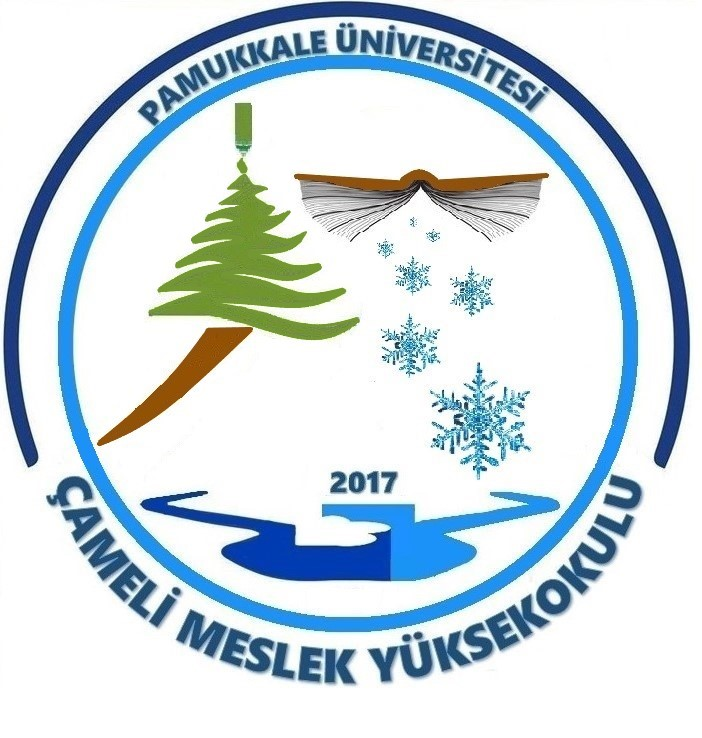 PAMUKKALE ÜNİVERSİTESİ
2017
ÇAMELİ MESLEK YÜKSEKOKULU